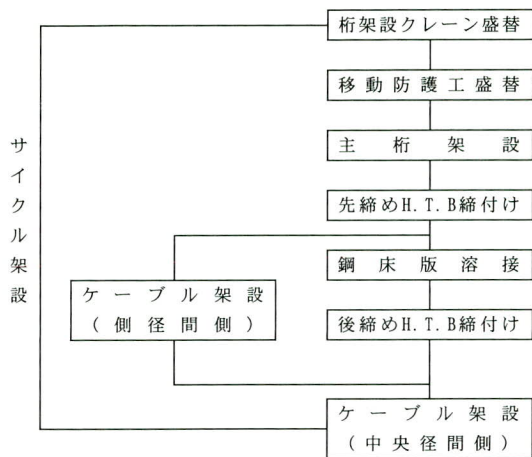 桁架設クレーン盛替
移動防護工盛替
主桁架設
先締めH.T.B締付け
鋼床版溶接
ケーブル架設
(側径間側)
後締めH.T.B締付け
ケーブル架設
(中央径間側)
サイクル架設